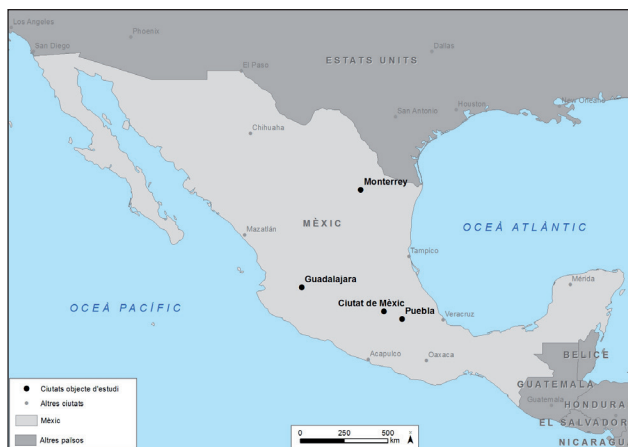 Los Angeles
Phoenix
San Diego
Dallas
El Paso
ESTATS UNITS
San Antonio
Houston
New Orleans
Chihuaha
Monterrey
MÈXIC
Mazatlán
OCEÀ ATLÀNTIC
Tampico
Guadalajara
Mérida
OCEÀ PACÍFIC
Ciutat de Mèxic
Puebla
Veracruz
Acapulco
Oaxaca
BELICE
GUATEMALA
Guatemala
HONDURA
EL SALVADOR
NICARAGU
Ciutats objecte d'estudi
Altres ciutats
Mèxic
Altres països
0 250 500
km